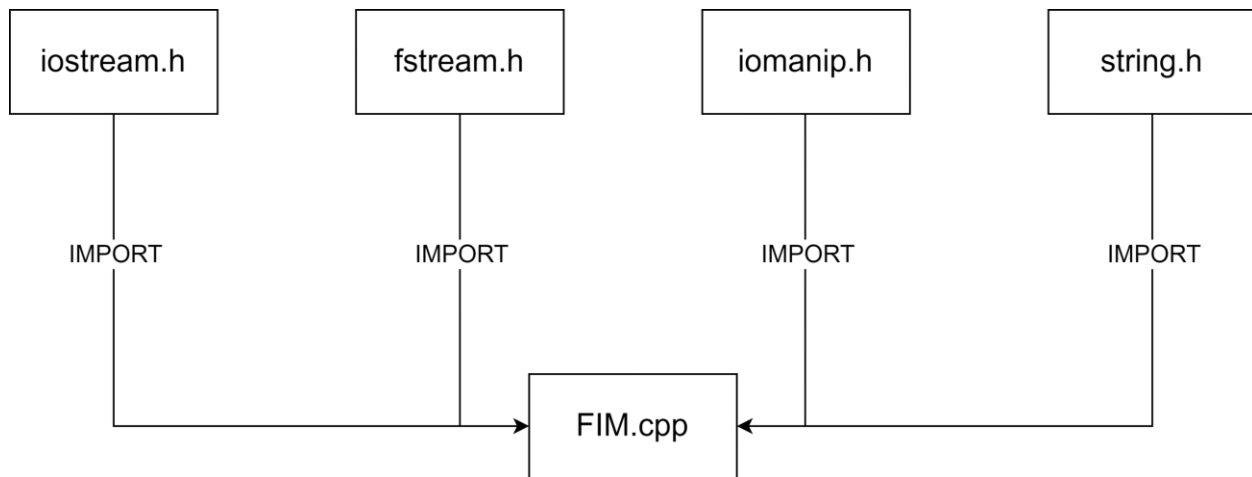 iostream.h
fstream.h
iomanip.h
string.h
IMPORT
IMPORT
IMPORT
IMPORT
FIM.cpp